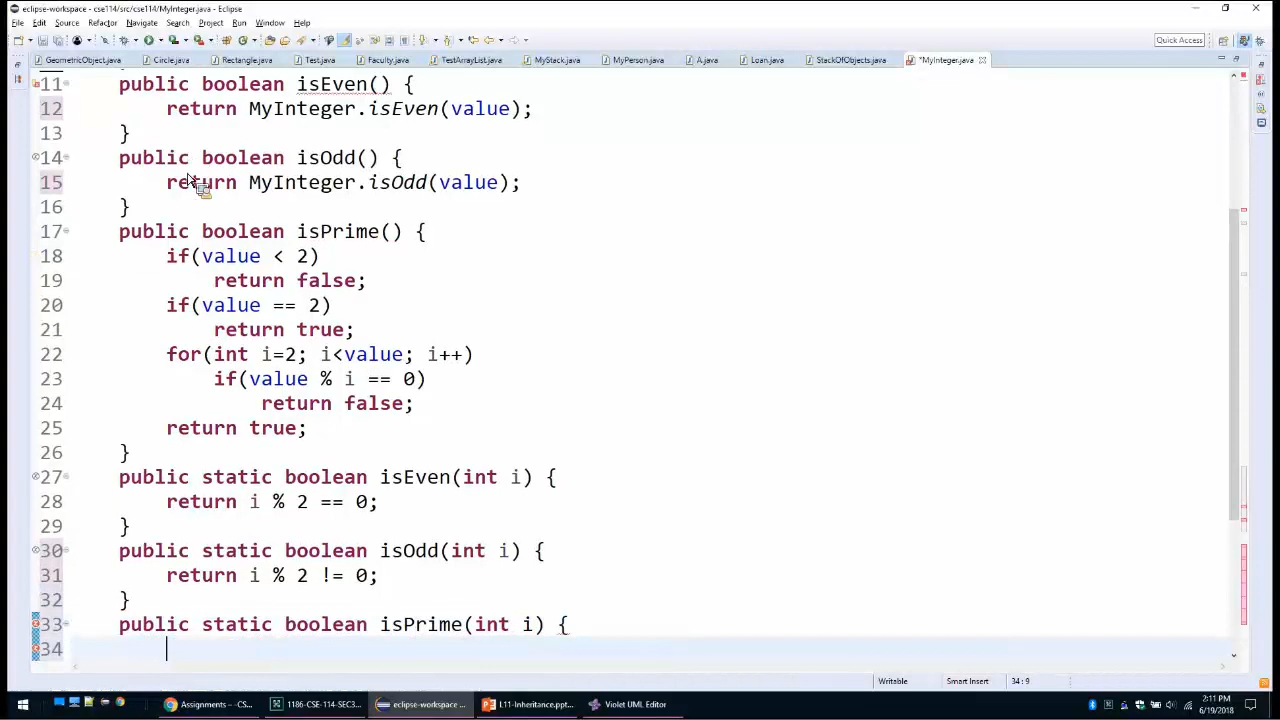 eclipse-workspace - cse114/src/cse114/MyInteger.java - Eclipse
File Edit Source Refactor Navigate Search Project Run Window Help
Quick Access
GeometricObject.java Circle.java Rectangle.java Test.java Faculty.java TestArrayList.java MyStack.java MyPerson.java A.java Loan.java StackOfObjects.java *MyInteger.java
11 public boolean isEven() {
12 return MyInteger.isEven(value);
13 }
14 public boolean isOdd() {
15 return MyInteger.isOdd(value);
16 }
17 public boolean isPrime() {
18 if(value < 2)
19 return false;
20 if(value == 2)
21 return true;
22 for(int i=2; i<value; i++)
23 if(value % i == 0)
24 return false;
25 return true;
26 }
27 public static boolean isEven(int i) {
28 return i % 2 == 0;
29 }
30 public static boolean isOdd(int i) {
31 return i % 2 != 0;
32 }
33 public static boolean isPrime(int i) {
34
Writable Smart Insert 34 : 9
Assignments - -CS... 1186-CSE-114-SEC3... eclipse-workspace ... L11-Inheritance.ppt... Violet UML Editor
2:11 PM
6/19/2018